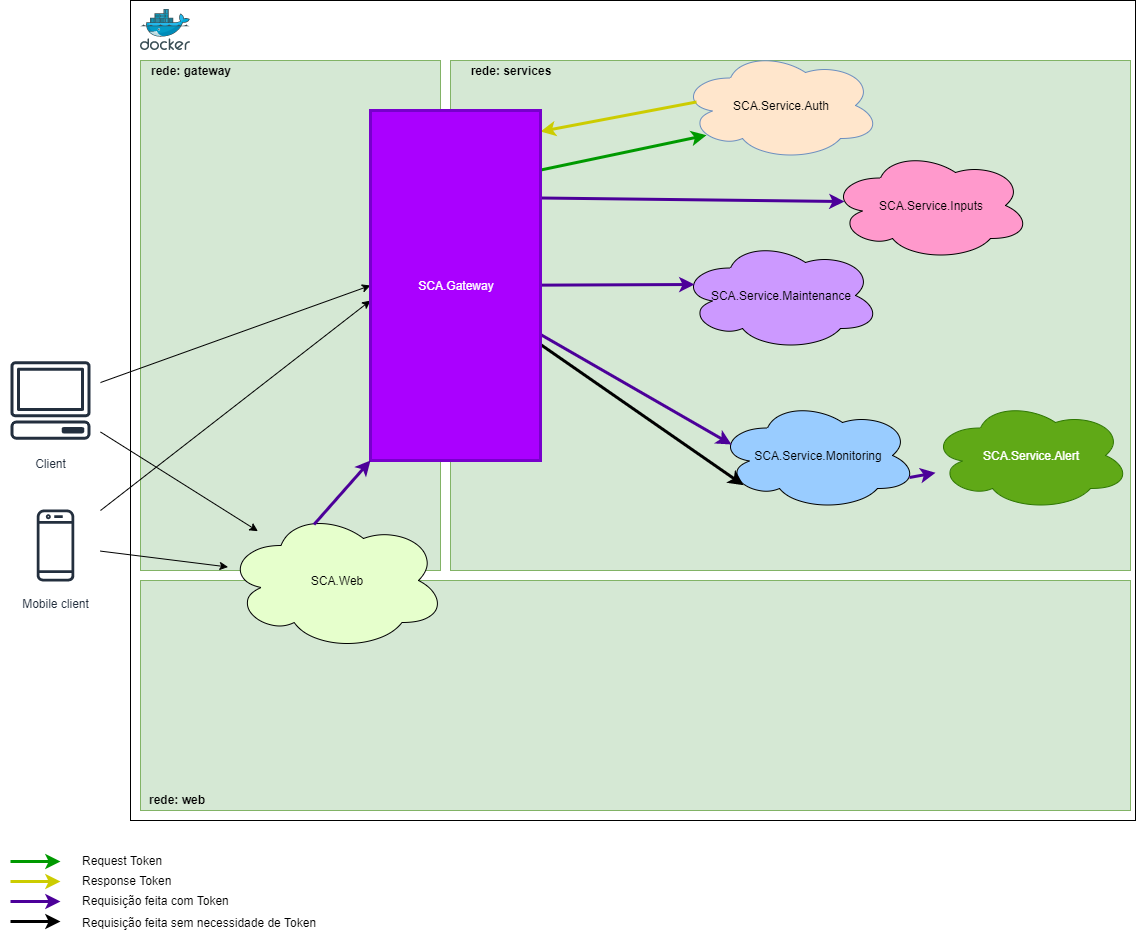 docker
rede: gateway
rede: services
SCA.Service.Auth
SCA.Service.Inputs
SCA.Gateway
SCA.Service.Maintenance
SCA.Service.Monitoring
SCA.Service.Alert
Client
SCA.Web
Mobile client
rede: web
Request Token
Response Token
Requisição feita com Token
Requisição feita sem necessidade de Token